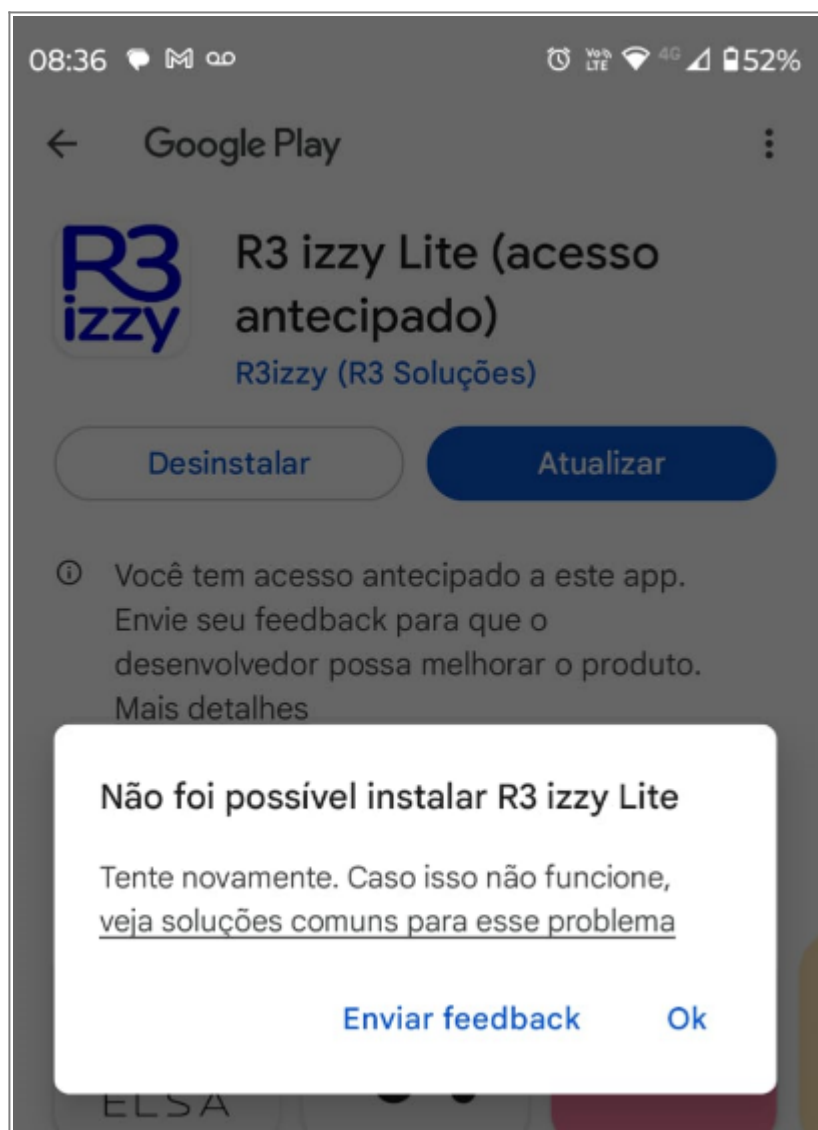 08:36
VoD LTE 4G 52%
Google Play
R3 izzy
R3 izzy Lite (acesso
antecipado)
R3izzy (R3 Soluções)
Desinstalar
Atualizar
Você tem acesso antecipado a este app.
Envie seu feedback para que o
desenvolvedor possa melhorar o produto.
Mais detalhes
Não foi possível instalar R3 izzy Lite
Tente novamente. Caso isso não funcione,
veja soluções comuns para esse problema
Enviar feedback
Ok
ELSA